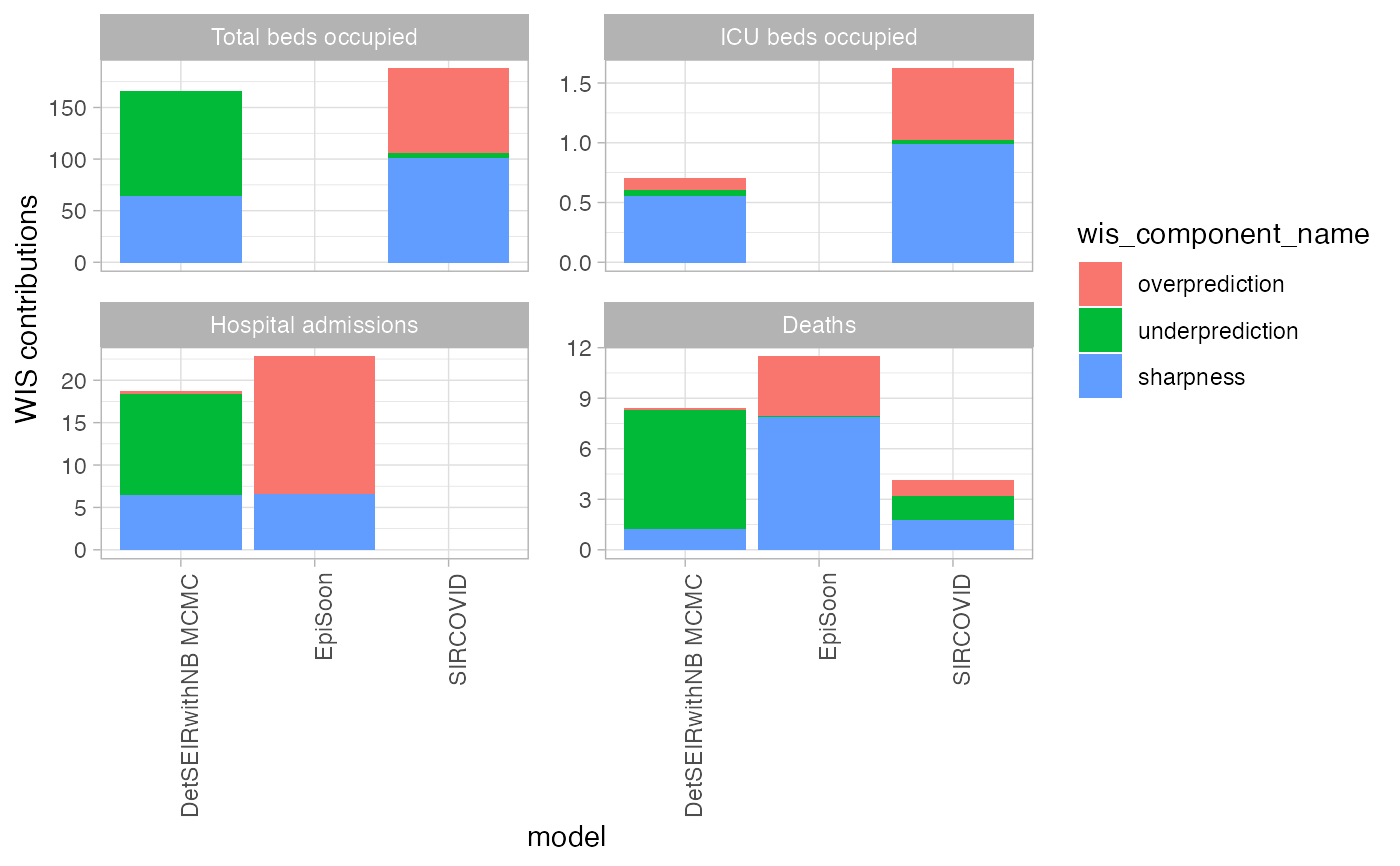 Total beds occupied
ICU beds occupied
150
100
50
0
1.5
1.0
0.5
0.0
Hospital admissions
Deaths
20
15
10
5
0
12
9
6
3
0
DetSEIRwithNB MCMC
EpiSoon
SIRCOVID
DetSEIRwithNB MCMC
EpiSoon
SIRCOVID
model
WIS contributions
wis_component_name
overprediction
underprediction
sharpness